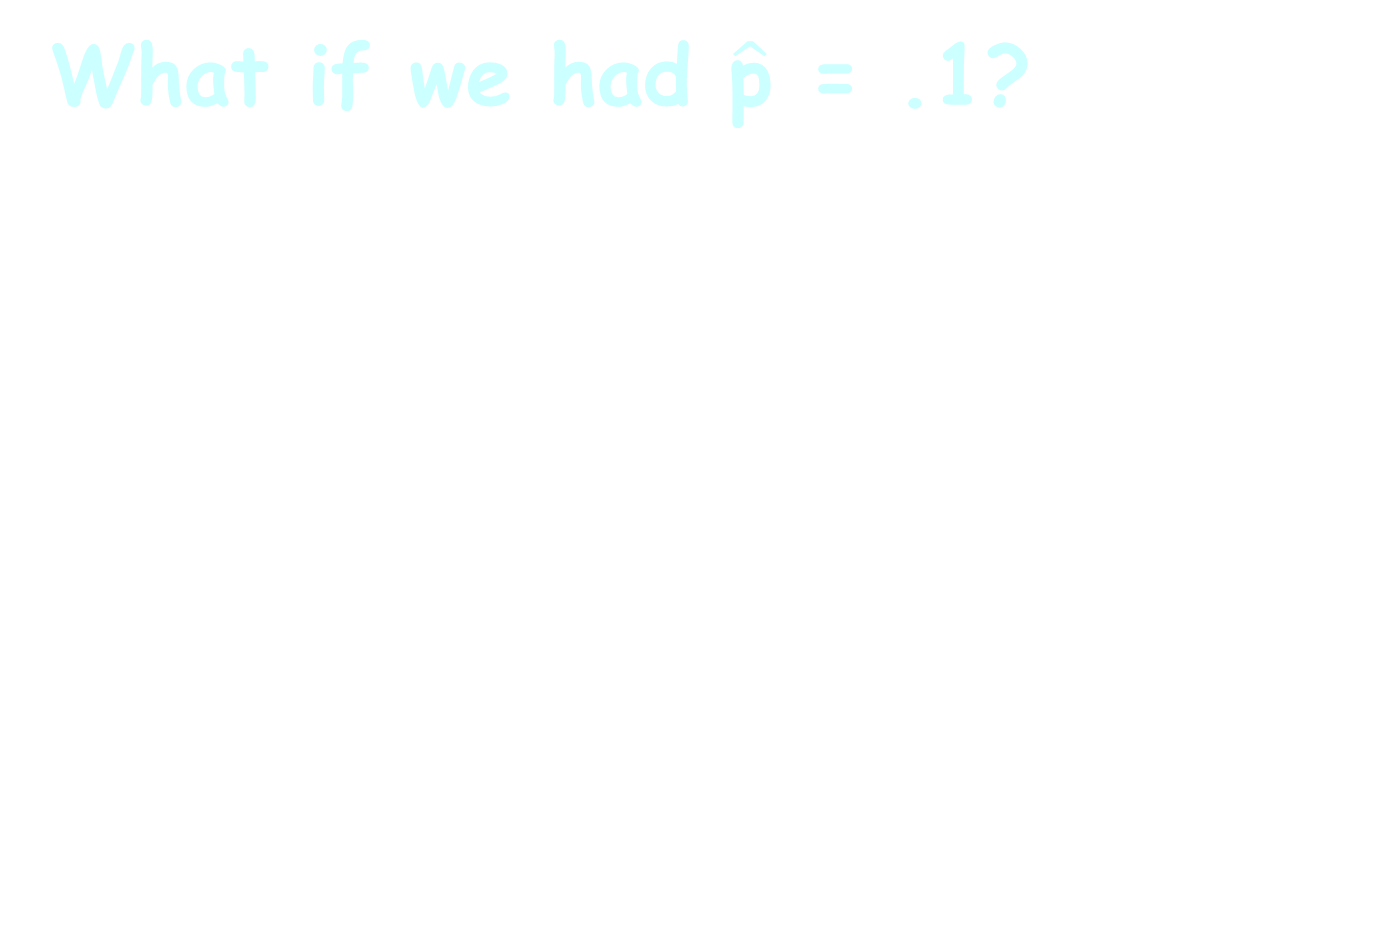 What if we had p̂ = .1?